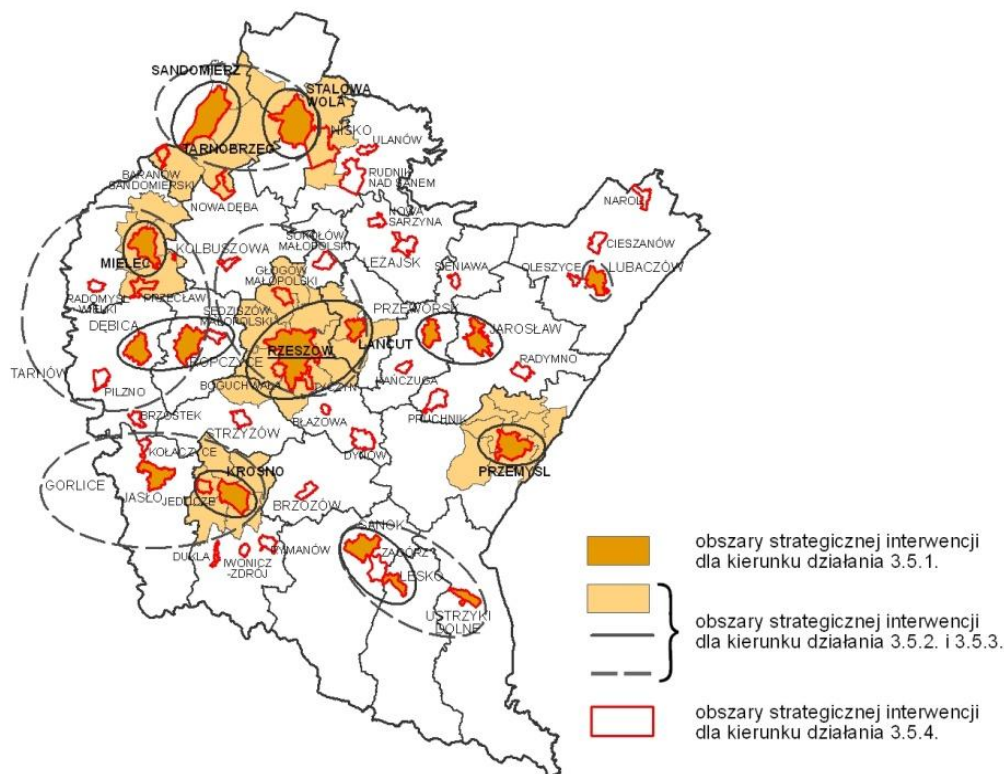 SANDOMIERZ
STALOWA
WOLA
NISKO
ULANÓW
TARNOBRZEG
RUDNIK
NAD SANEM
BARANÓW
SANDOMIERSKI
NOWA DĘBA
NAROL
NOWA
SARZYNA
CIESZANÓW
SOKOŁÓW
MAŁOPOLSKI
KOLBUSZOWA
LEŻAJSK
MIELEC
GŁOGÓW
MAŁOPOLSKI
SIENIAWA
OLESZYCE
LUBACZÓW
RADOMYŚL
WIELKI
PRZECŁAW
SĘDZISZÓW
MAŁOPOLSKI
PRZEWORSK
DĘBICA
JAROSŁAW
ŁAŃCUT
RZESZÓW
ROPCZYCE
RADYMNO
TARNÓW
KAŃCZUGA
BOGUCHWAŁA
TYCZYN
PILZNO
BRZOSTEK
BŁAŻOWA
PRUCHNIK
STRZYŻÓW
KOŁACZYCE
DYNÓW
KROSNO
PRZEMYŚL
GORLICE
JASŁO
JEDLICZE
BRZOZÓW
SANOK
DUKLA
IWONICZ
-ZDRÓJ
RYMANÓW
ZAGÓRZ
LESKO
USTRZYKI
DOLNE
obszary strategicznej interwencji
dla kierunku działania 3.5.1.
obszary strategicznej interwencji
dla kierunku działania 3.5.2. i 3.5.3.
obszary strategicznej interwencji
dla kierunku działania 3.5.4.